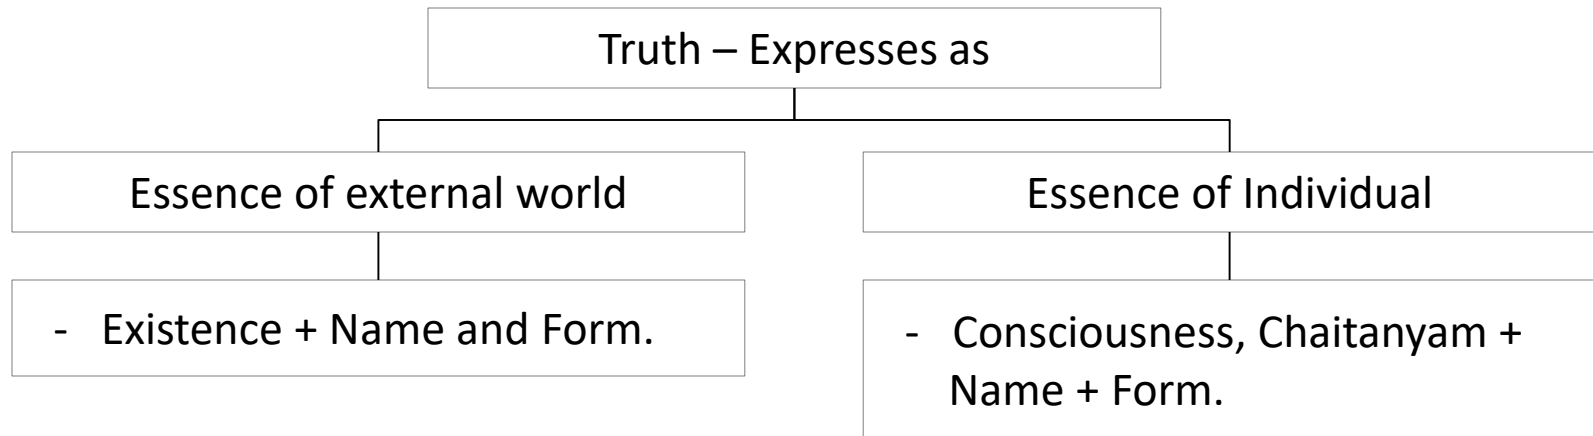 Truth – Expresses as
Essence of external world
Essence of Individual
- Existence + Name and Form.
- Consciousness, Chaitanyam +
Name + Form.